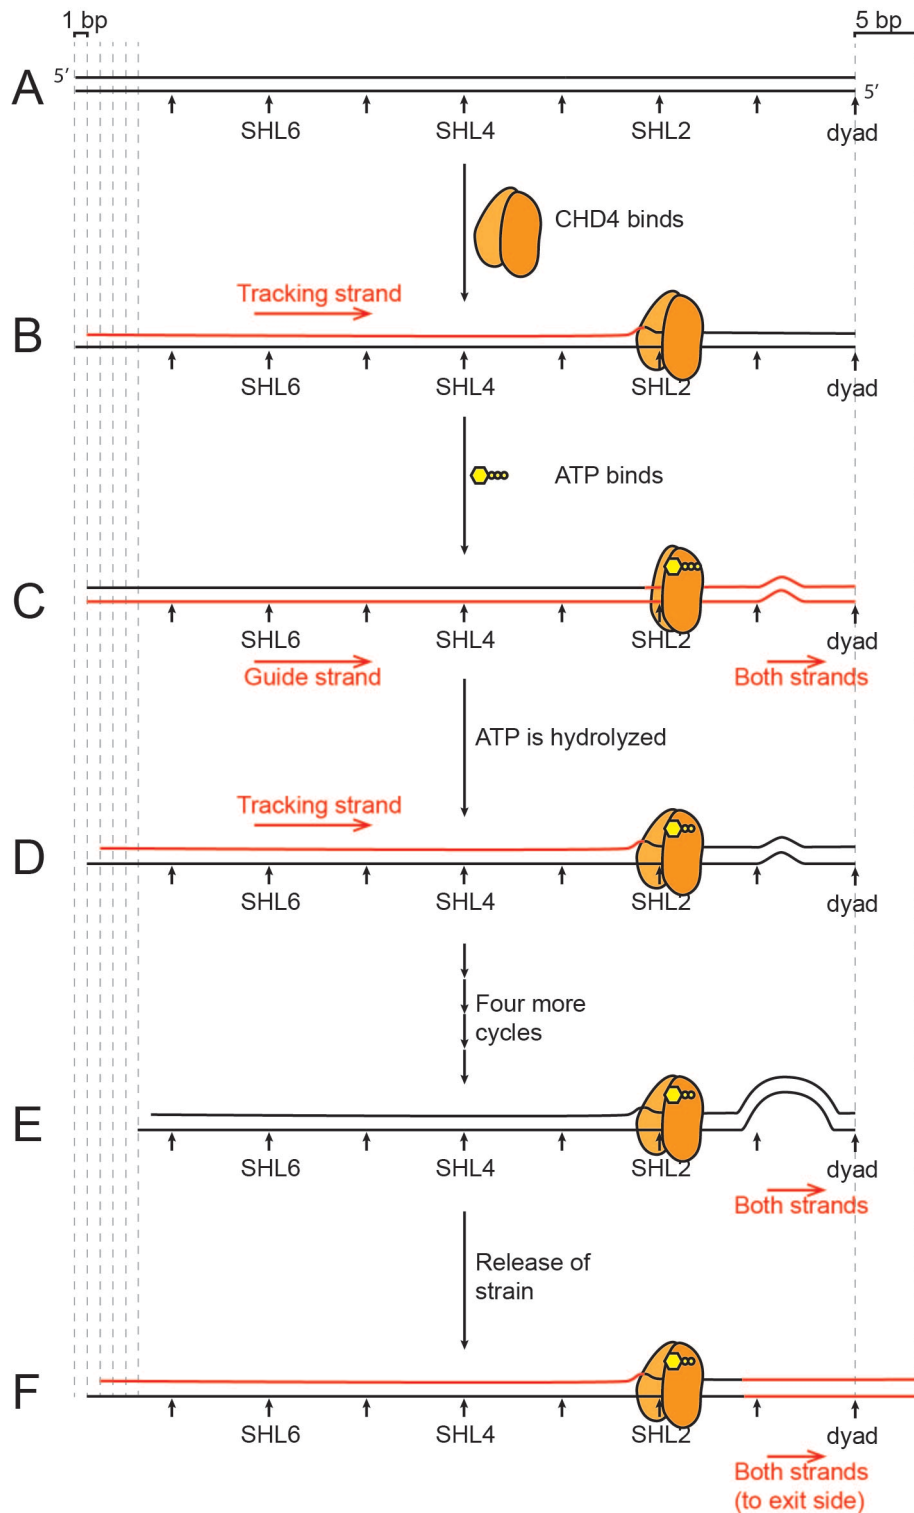 1 bp
5 bp
A
5′
5′
SHL6
SHL4
SHL2
dyad
CHD4 binds
Tracking strand
B
SHL6
SHL4
SHL2
dyad
ATP binds
C
SHL6
SHL4
SHL2
dyad
Guide strand
Both strands
ATP is hydrolyzed
Tracking strand
D
SHL6
SHL4
SHL2
dyad
Four more
cycles
E
SHL6
SHL4
SHL2
dyad
Both strands
Release of
strain
F
SHL6
SHL4
SHL2
dyad
Both strands
(to exit side)